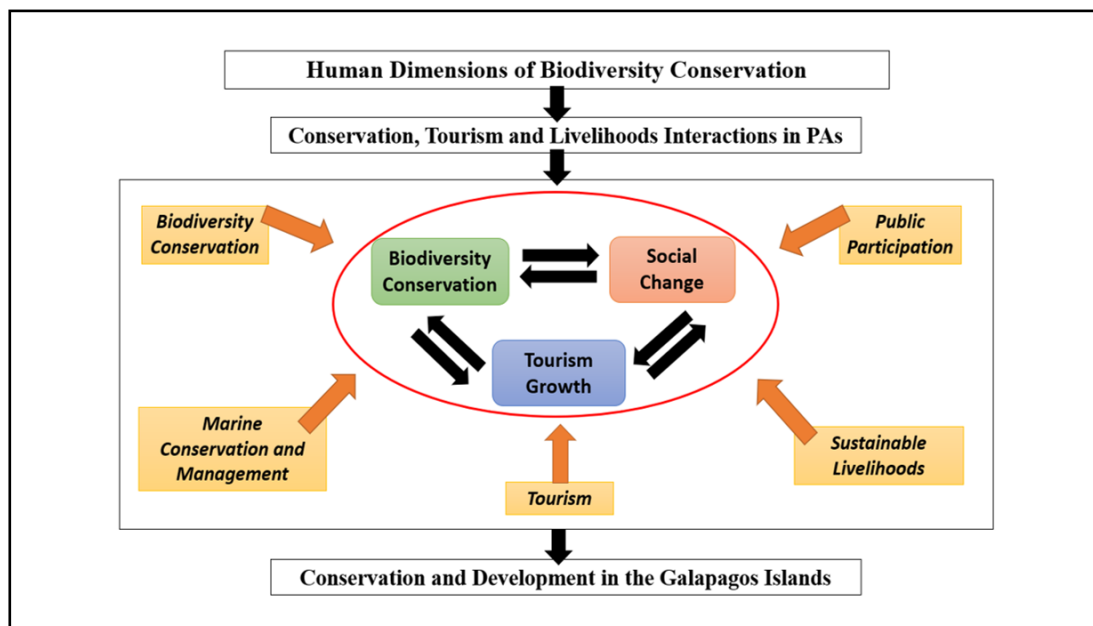 Human Dimensions of Biodiversity Conservation
Conservation, Tourism and Livelihoods Interactions in PAs
Biodiversity
Conservation
Public
Participation
Biodiversity
Conservation
Social
Change
Tourism
Growth
Marine
Conservation and
Management
Sustainable
Livelihoods
Tourism
Conservation and Development in the Galapagos Islands